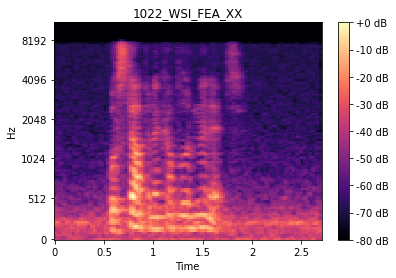 1022_WSI_FEA_XX
+0 dB
8192
-10 dB
4096
-20 dB
-30 dB
2048
Hz
-40 dB
1024
-50 dB
512
-60 dB
-70 dB
0
-80 dB
0 0.5 1 1.5 2 2.5
Time